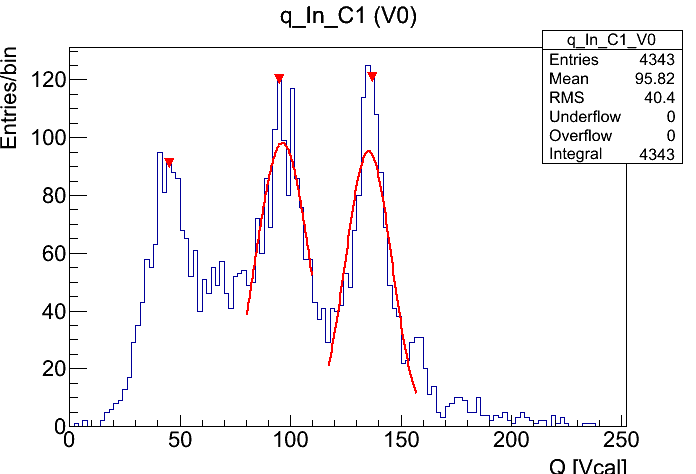 q_In_C1 (V0)
q_In_C1_V0
Entries 4343
Mean 95.82
RMS 40.4
Underflow 0
Overflow 0
Integral 4343
Entries/bin
120
100
80
60
40
20
0
0 50 100 150 200 250
Q [Vcal]